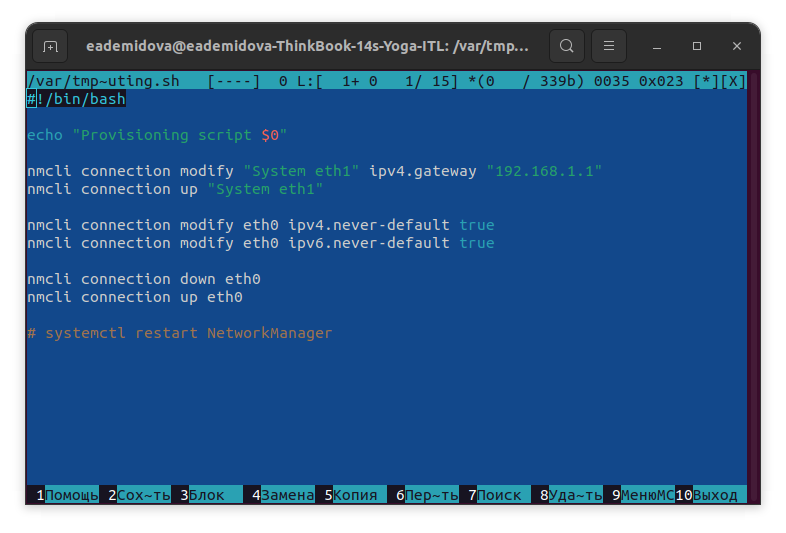 eademidova@eademidova-ThinkBook-14s-Yoga-ITL: /var/tmp...
/var/tmp~uting.sh   [----]  0 L:[  1+ 0   1/ 15] *(0   / 339b) 0035 0x023 [*][X]
#!/bin/bash
echo "Provisioning script $0"
nmcli connection modify "System eth1" ipv4.gateway "192.168.1.1"
nmcli connection up "System eth1"
nmcli connection modify eth0 ipv4.never-default true
nmcli connection modify eth0 ipv6.never-default true
nmcli connection down eth0
nmcli connection up eth0
# systemctl restart NetworkManager
1Помощь 2Сох~ть 3Блок 4Замена 5Копия 6Пер~ть 7Поиск 8Уда~ть 9МенюMC 10Выход